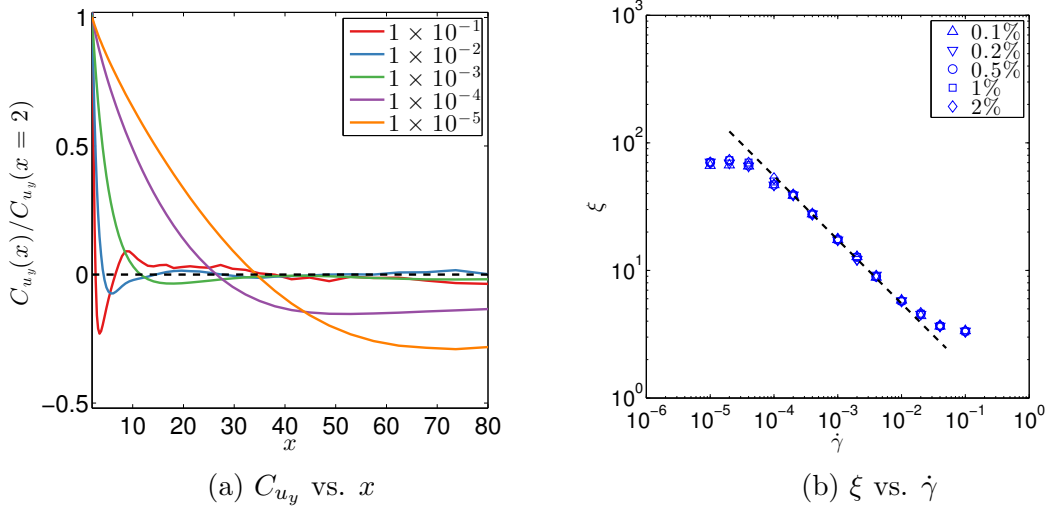 1
0.5
0
−0.5
10 20 30 40 50 60 70 80
x
C_{u_y}(x)/C_{u_y}(x = 2)
1 × 10^{−1}
1 × 10^{−2}
1 × 10^{−3}
1 × 10^{−4}
1 × 10^{−5}
(a) C_{u_y} vs. x
10^3
10^2
10^1
10^0
ξ
10^{−6} 10^{−5} 10^{−4} 10^{−3} 10^{−2} 10^{−1} 10^0
γ̇
0.1%
0.2%
0.5%
1%
2%
(b) ξ vs. γ̇